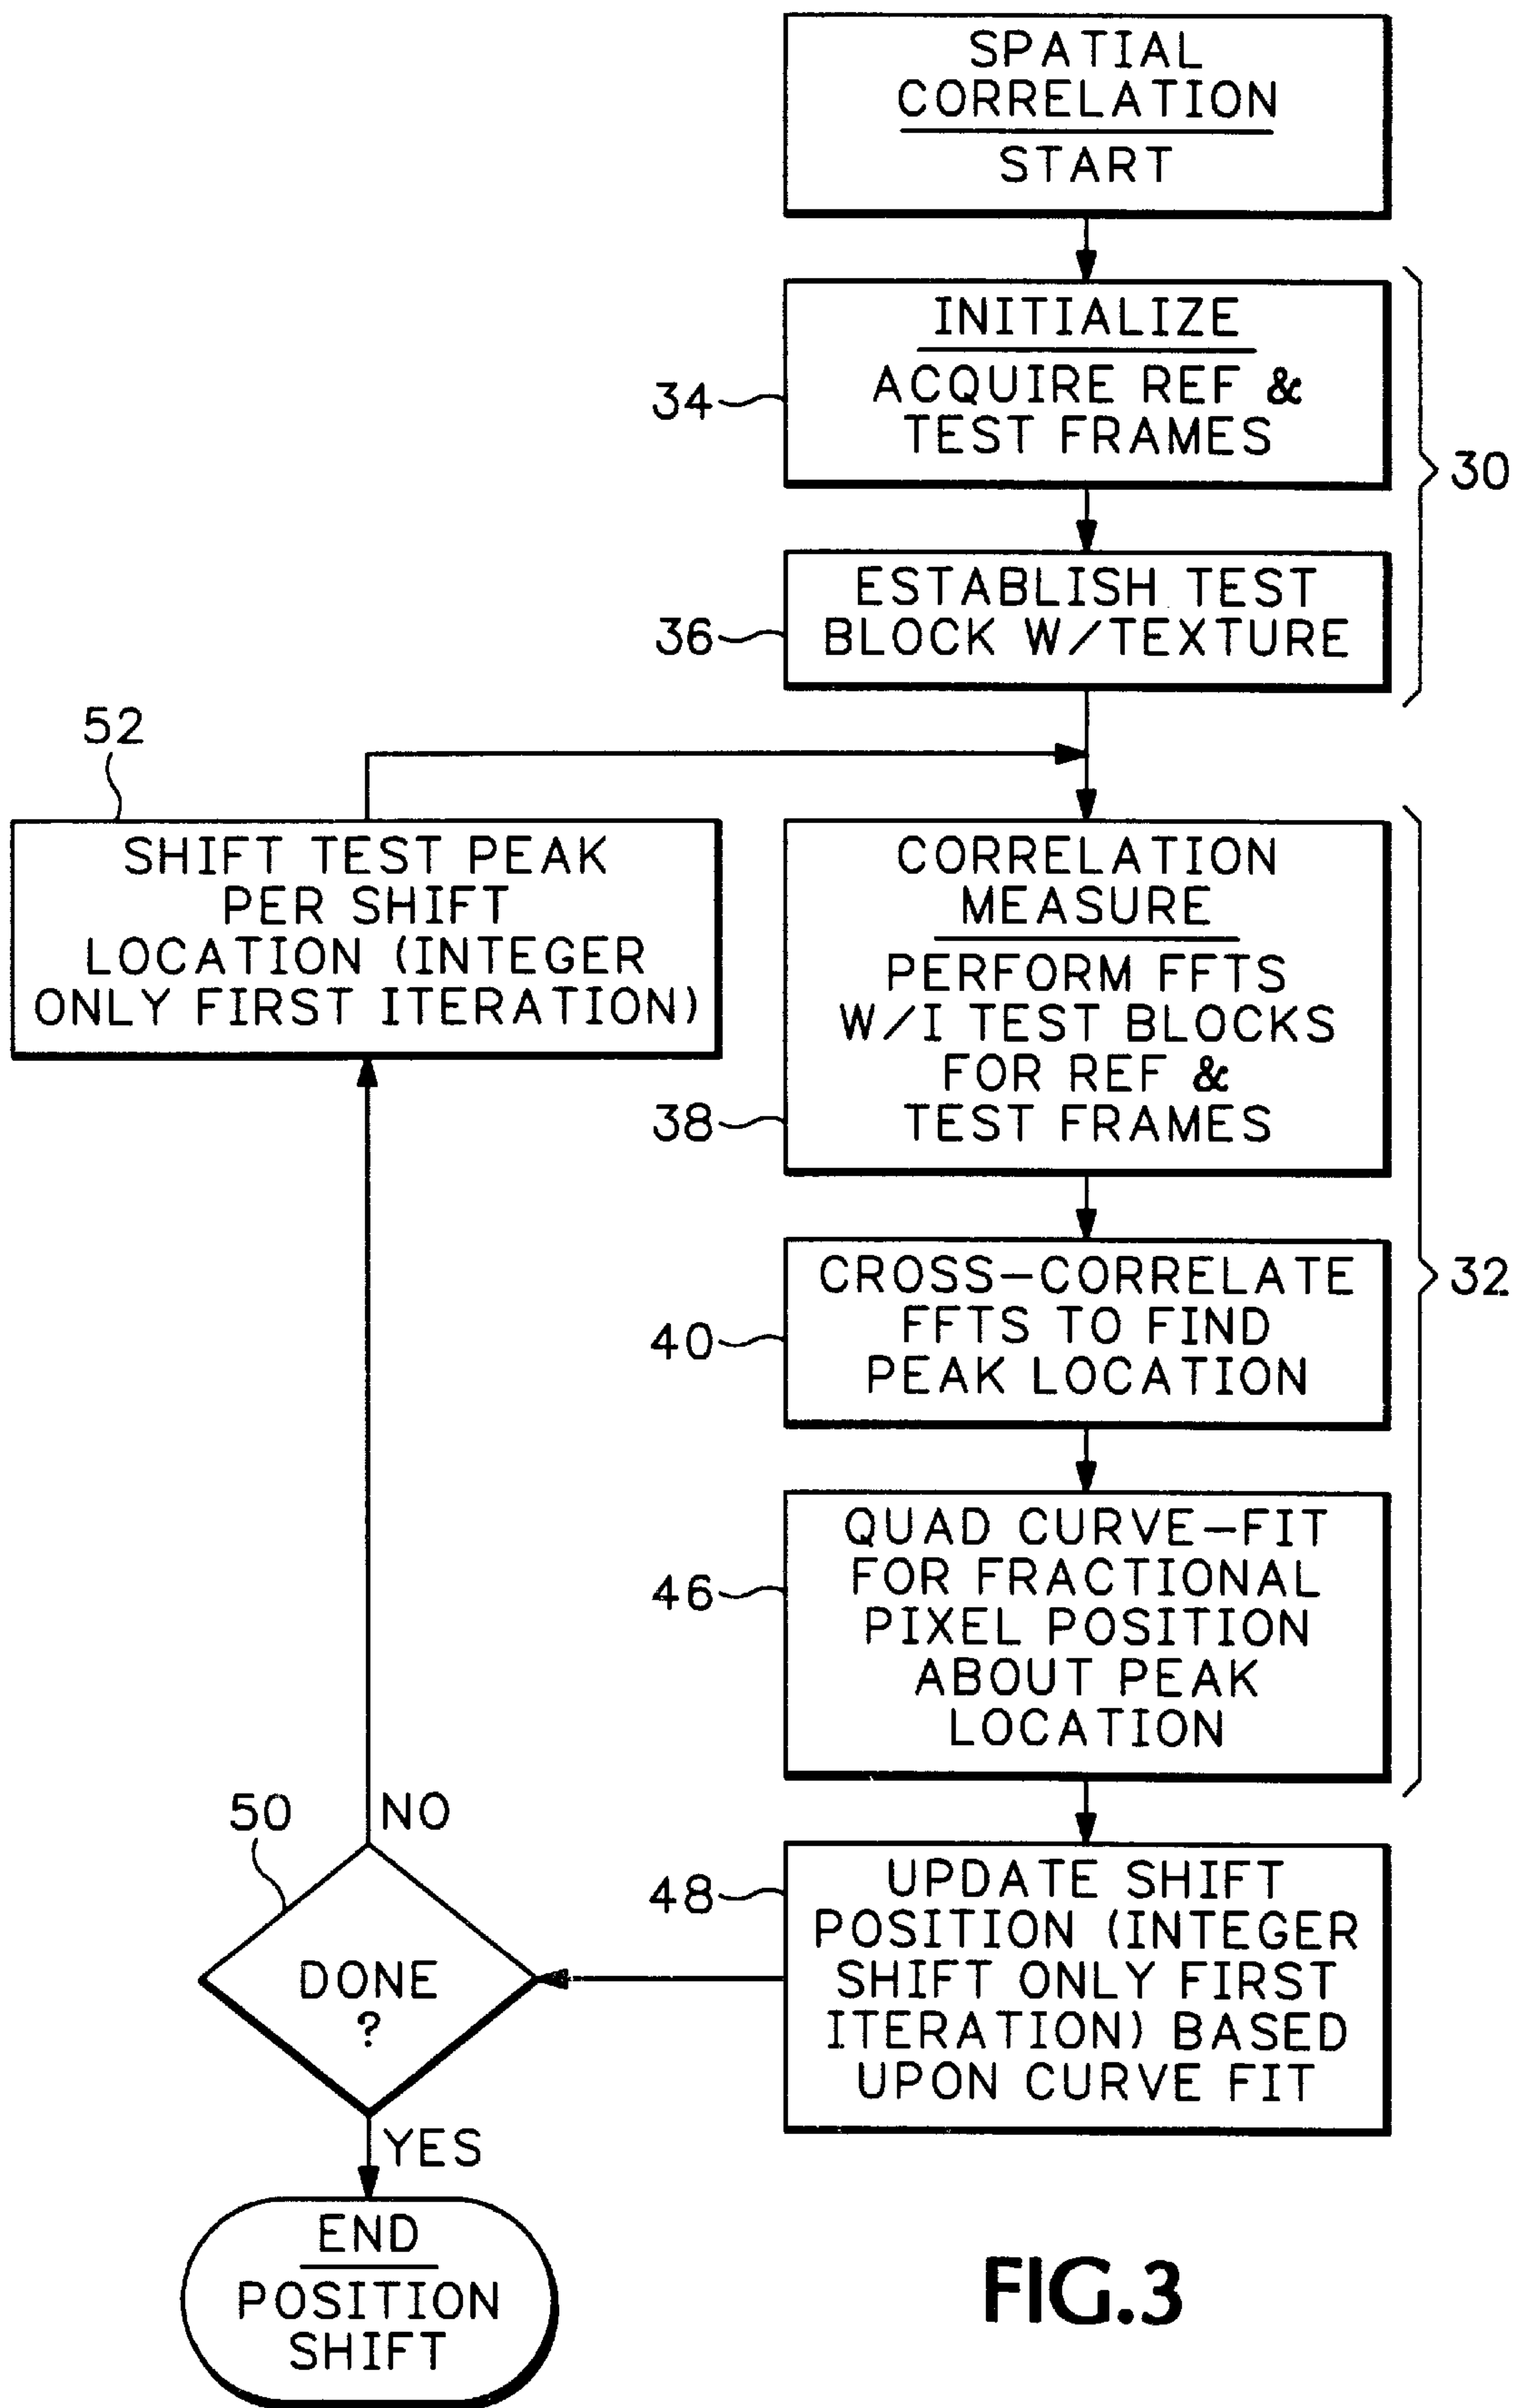 SPATIAL
CORRELATION
START
INITIALIZE
ACQUIRE REF &
TEST FRAMES
34
30
ESTABLISH TEST
BLOCK W/TEXTURE
36
52
SHIFT TEST PEAK
PER SHIFT
LOCATION (INTEGER
ONLY FIRST ITERATION)
CORRELATION
MEASURE
PERFORM FFTS
W/I TEST BLOCKS
FOR REF &
TEST FRAMES
38
32
CROSS-CORRELATE
FFTS TO FIND
PEAK LOCATION
40
QUAD CURVE-FIT
FOR FRACTIONAL
PIXEL POSITION
ABOUT PEAK
LOCATION
46
UPDATE SHIFT
POSITION (INTEGER
SHIFT ONLY FIRST
ITERATION) BASED
UPON CURVE FIT
48
50
NO
DONE
?
YES
END
POSITION
SHIFT
FIG.3